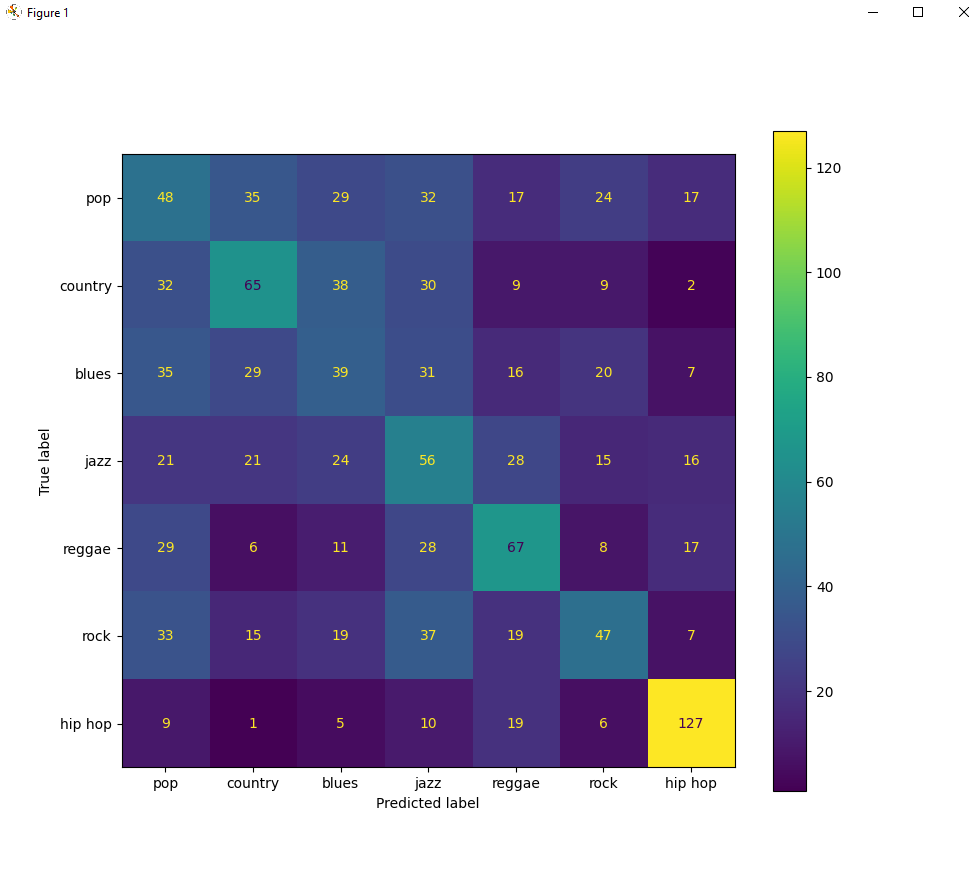 Figure 1
pop 48 35 29 32 17 24 17
country 32 65 38 30 9 9 2
blues 35 29 39 31 16 20 7
jazz 21 21 24 56 28 15 16
reggae 29 6 11 28 67 8 17
rock 33 15 19 37 19 47 7
hip hop 9 1 5 10 19 6 127
pop country blues jazz reggae rock hip hop
Predicted label
True label
120
100
80
60
40
20